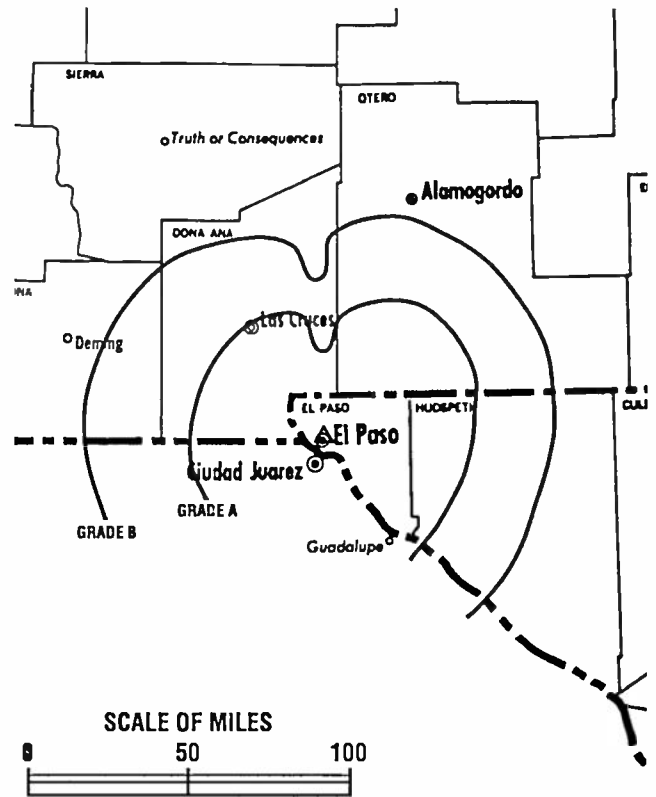 SIERRA
OTERO
Truth or Consequences
Alamogordo
DONA ANA
Las Cruces
Deming
EL PASO
HUDSPETH
El Paso
Ciudad Juarez
GRADE A
GRADE B
Guadalupe
SCALE OF MILES
0 50 100